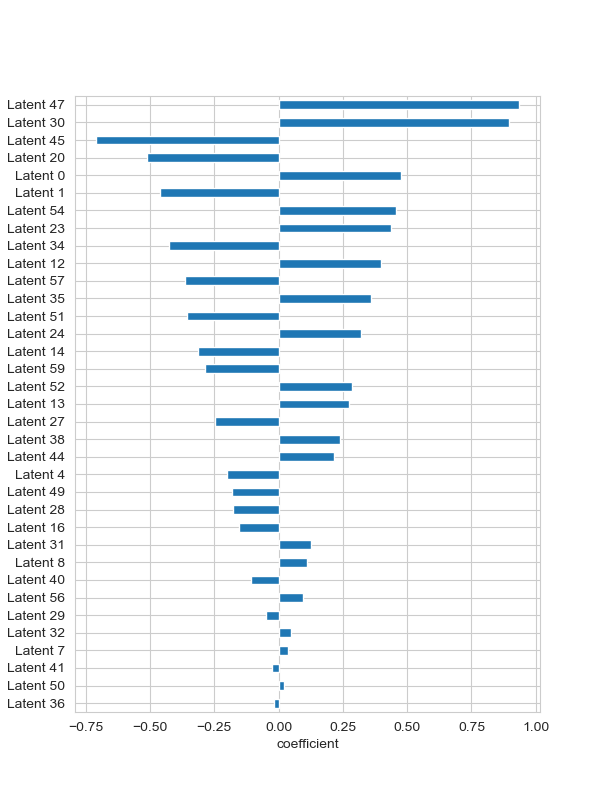 Latent 47
Latent 30
Latent 45
Latent 20
Latent 0
Latent 1
Latent 54
Latent 23
Latent 34
Latent 12
Latent 57
Latent 35
Latent 51
Latent 24
Latent 14
Latent 59
Latent 52
Latent 13
Latent 27
Latent 38
Latent 44
Latent 4
Latent 49
Latent 28
Latent 16
Latent 31
Latent 8
Latent 40
Latent 56
Latent 29
Latent 32
Latent 7
Latent 41
Latent 50
Latent 36
−0.75 −0.50 −0.25 0.00 0.25 0.50 0.75 1.00
coefficient